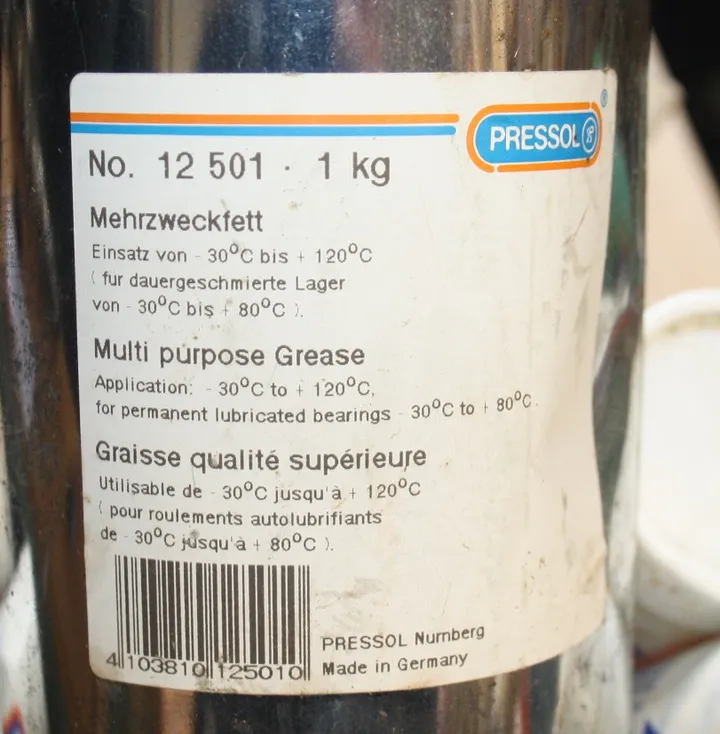 PRESSOL
No. 12 501 · 1 kg
Mehrzweckfett
Einsatz von - 30°C bis + 120°C
( fur dauergeschmierte Lager
von - 30°C bis + 80°C ).
Multi purpose Grease
Application: - 30°C to + 120°C,
for permanent lubricated bearings - 30°C to + 80°C.
Graisse qualité supérieure
Utilisable de - 30°C jusqu'à + 120°C
( pour roulements autolubrifiants
de - 30°C jusqu'à + 80°C ).
4 103810 125010
PRESSOL Nurnberg
Made in Germany